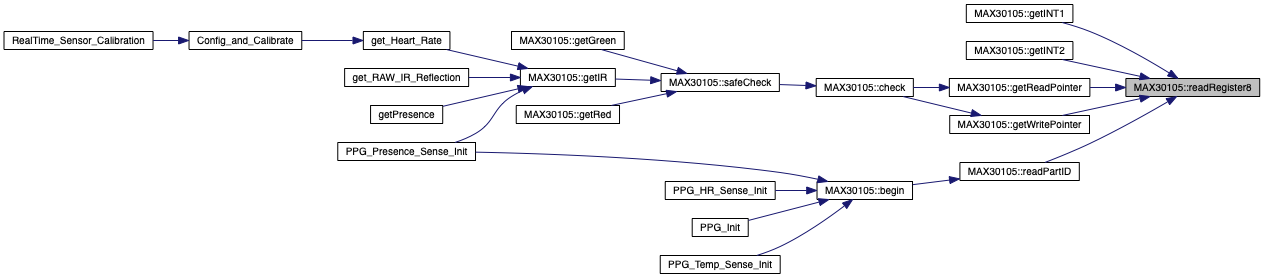 RealTime_Sensor_Calibration
Config_and_Calibrate
get_Heart_Rate
get_RAW_IR_Reflection
getPresence
PPG_Presence_Sense_Init
MAX30105::getGreen
MAX30105::getIR
MAX30105::getRed
MAX30105::safeCheck
PPG_HR_Sense_Init
PPG_Init
PPG_Temp_Sense_Init
MAX30105::check
MAX30105::begin
MAX30105::getINT1
MAX30105::getINT2
MAX30105::getReadPointer
MAX30105::getWritePointer
MAX30105::readPartID
MAX30105::readRegister8